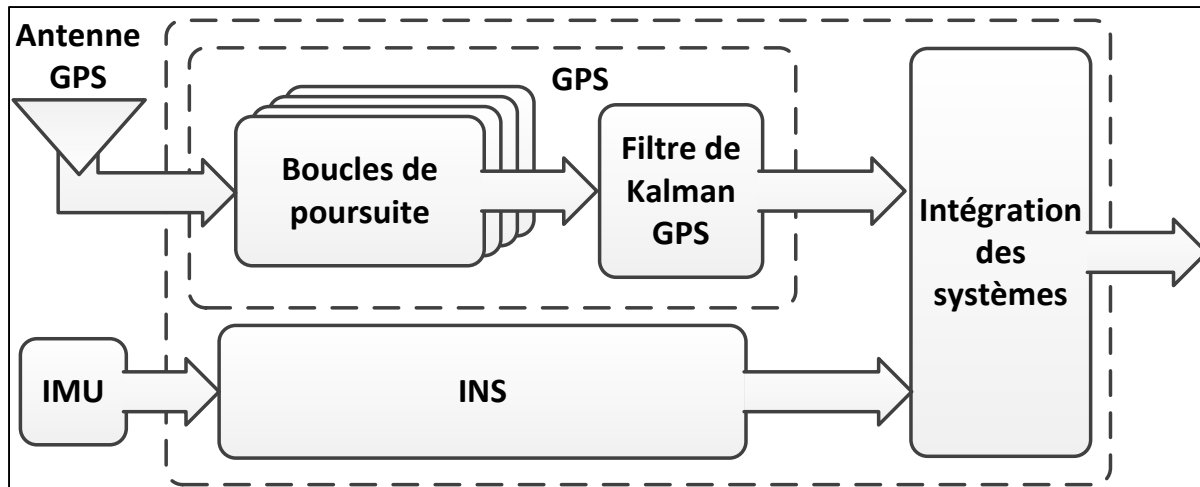 Antenne
GPS
GPS
Boucles de
poursuite
Filtre de
Kalman
GPS
Intégration
des
systèmes
IMU
INS